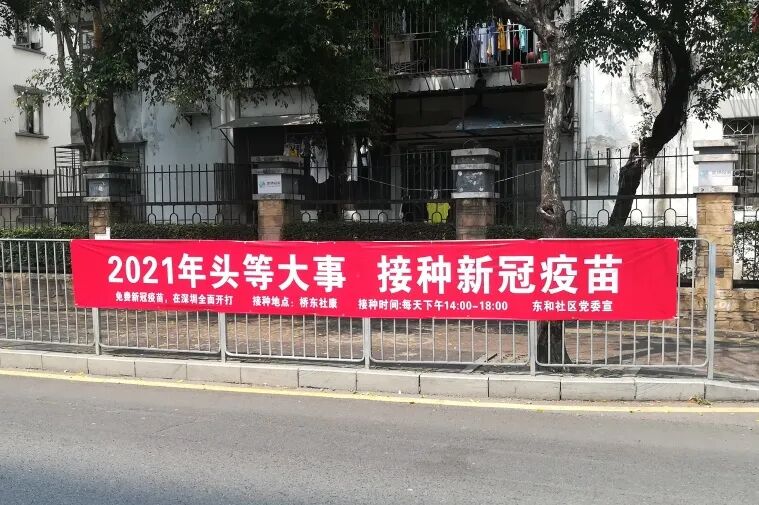 2021年头等大事 接种新冠疫苗
免费新冠疫苗，在深圳全面开打 接种地点：桥东社康 接种时间:每天下午14:00-18:00 东和社区党委宣